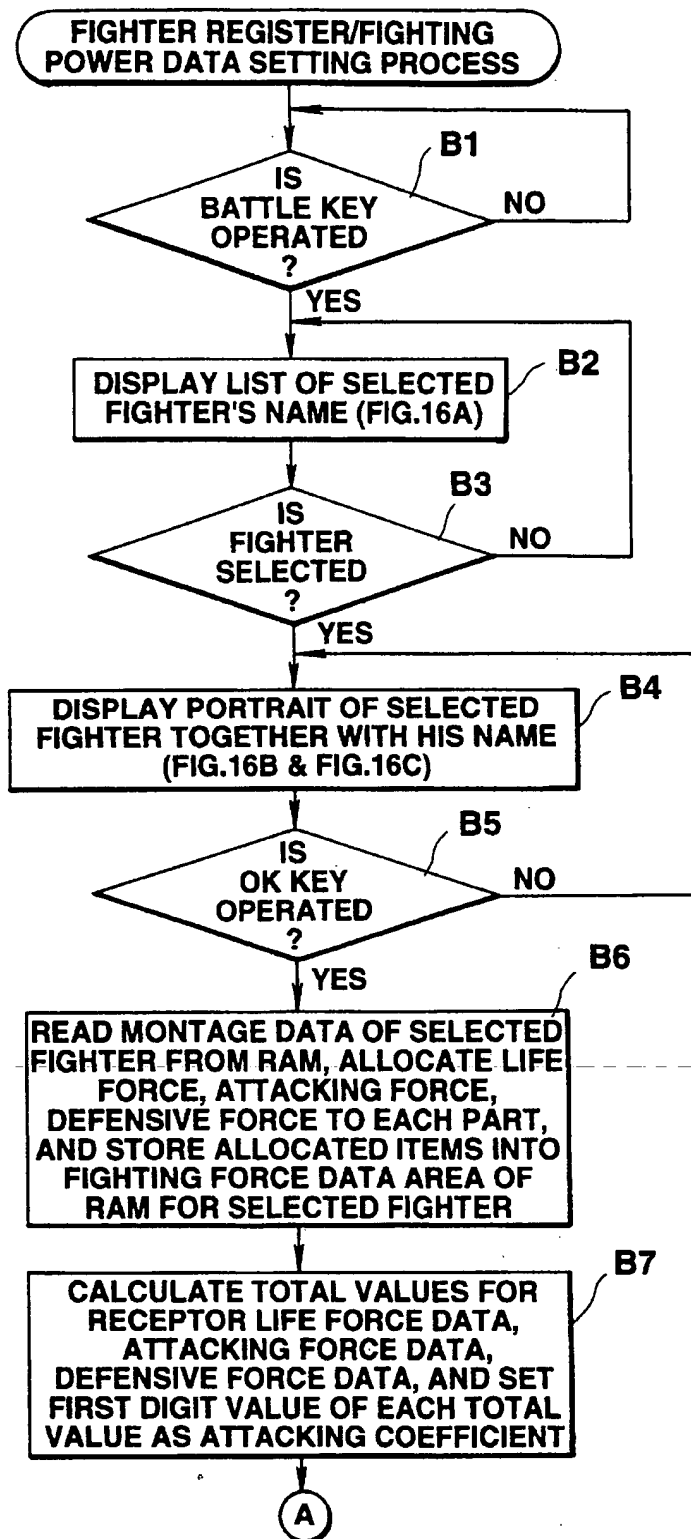 FIGHTER REGISTER/FIGHTING
POWER DATA SETTING PROCESS
B1
IS
BATTLE KEY
OPERATED
?
NO
YES
B2
DISPLAY LIST OF SELECTED
FIGHTER'S NAME (FIG.16A)
B3
IS
FIGHTER
SELECTED
?
NO
YES
B4
DISPLAY PORTRAIT OF SELECTED
FIGHTER TOGETHER WITH HIS NAME
(FIG.16B & FIG.16C)
B5
IS
OK KEY
OPERATED
?
NO
YES
B6
READ MONTAGE DATA OF SELECTED
FIGHTER FROM RAM, ALLOCATE LIFE
FORCE, ATTACKING FORCE,
DEFENSIVE FORCE TO EACH PART,
AND STORE ALLOCATED ITEMS INTO
FIGHTING FORCE DATA AREA OF
RAM FOR SELECTED FIGHTER
B7
CALCULATE TOTAL VALUES FOR
RECEPTOR LIFE FORCE DATA,
ATTACKING FORCE DATA,
DEFENSIVE FORCE DATA, AND SET
FIRST DIGIT VALUE OF EACH TOTAL
VALUE AS ATTACKING COEFFICIENT
A